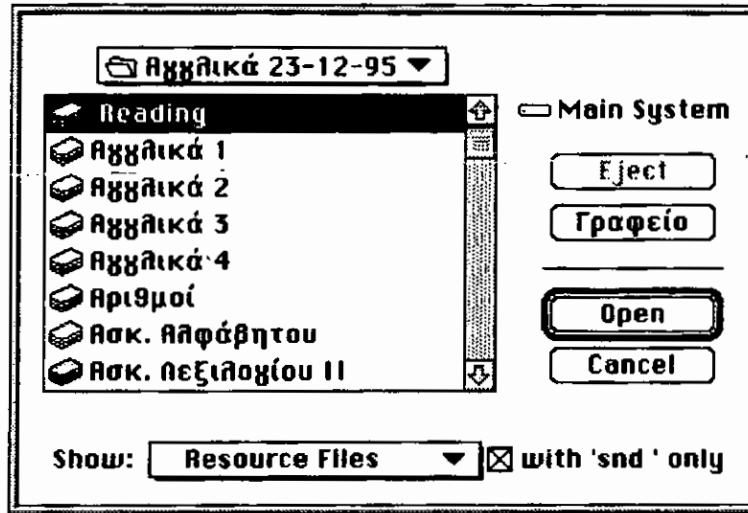 Αγγλικά 23-12-95
Reading
Αγγλικά 1
Αγγλικά 2
Αγγλικά 3
Αγγλικά 4
Αριθμοί
Ασκ. Αλφάβητου
Ασκ. Λεξιλογίου II
Main System
Eject
Γραφείο
Open
Cancel
Show: Resource Files with 'snd ' only